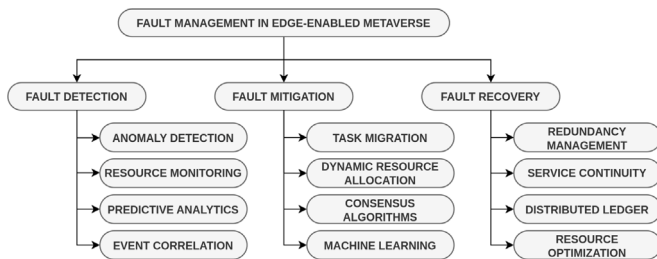 FAULT MANAGEMENT IN EDGE-ENABLED METAVERSE
FAULT DETECTION
FAULT MITIGATION
FAULT RECOVERY
ANOMALY DETECTION
RESOURCE MONITORING
PREDICTIVE ANALYTICS
EVENT CORRELATION
TASK MIGRATION
DYNAMIC RESOURCE
ALLOCATION
CONSENSUS
ALGORITHMS
MACHINE LEARNING
REDUNDANCY
MANAGEMENT
SERVICE CONTINUITY
DISTRIBUTED LEDGER
RESOURCE
OPTIMIZATION